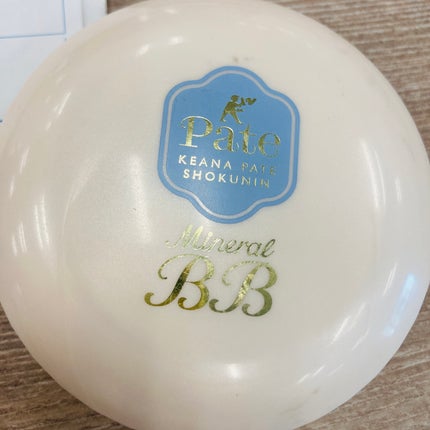 Pate
KEANA PATE
SHOKUNIN
Mineral
BB